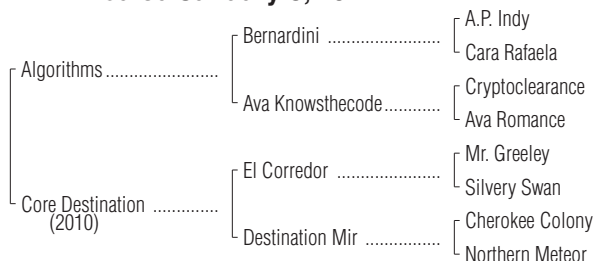 A.P. Indy
Bernardini ........................
Cara Rafaela
Algorithms ........................
Cryptoclearance
Ava Knowsthecode ............
Ava Romance
Mr. Greeley
El Corredor ......................
Silvery Swan
Core Destination ..............
(2010)
Cherokee Colony
Destination Mir ................
Northern Meteor